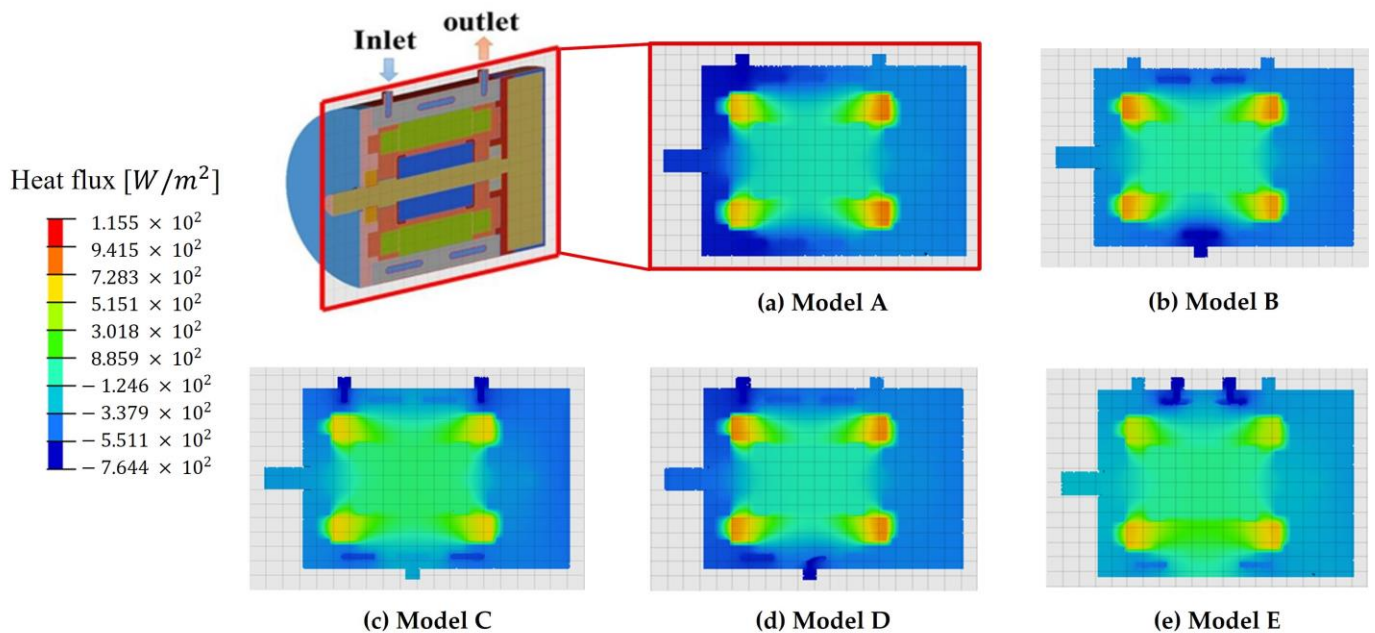 Inlet
outlet
Heat flux [W/m²]
1.155 × 10²
9.415 × 10²
7.283 × 10²
5.151 × 10²
3.018 × 10²
8.859 × 10²
− 1.246 × 10²
− 3.379 × 10²
− 5.511 × 10²
− 7.644 × 10²
(a) Model A
(b) Model B
(c) Model C
(d) Model D
(e) Model E